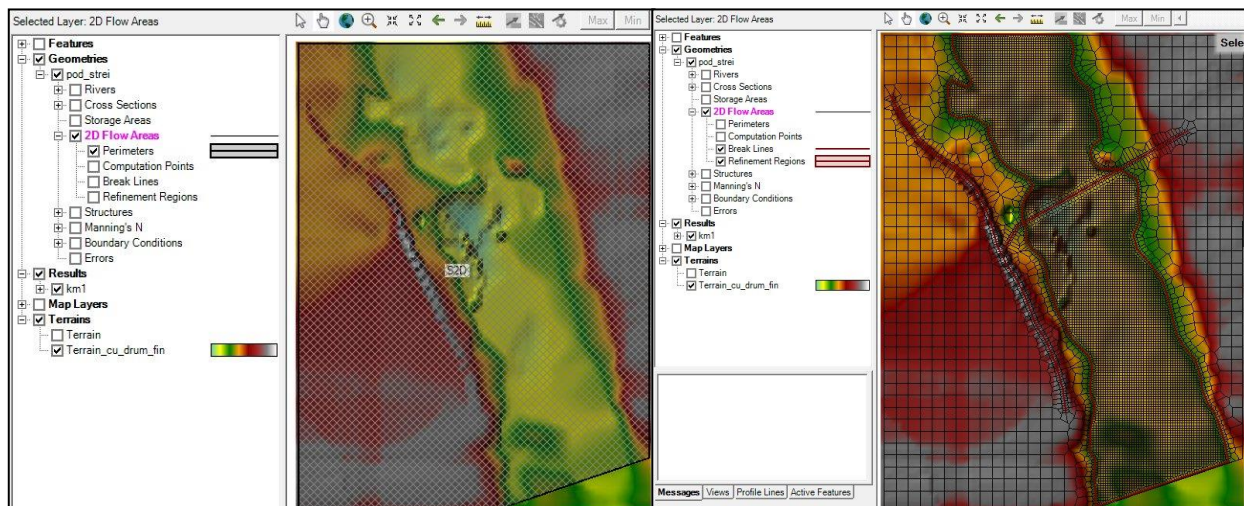 Selected Layer: 2D Flow Areas
Max
Min
Features
Geometries
pod_strei
Rivers
Cross Sections
Storage Areas
2D Flow Areas
Perimeters
Computation Points
Break Lines
Refinement Regions
Structures
Manning's N
Boundary Conditions
Errors
Results
km1
Map Layers
Terrains
Terrain
Terrain_cu_drum_fin
S2D
Selected Layer: 2D Flow Areas
Max
Min
Features
Geometries
pod_strei
Rivers
Cross Sections
Storage Areas
2D Flow Areas
Perimeters
Computation Points
Break Lines
Refinement Regions
Structures
Manning's N
Boundary Conditions
Errors
Results
km1
Map Layers
Terrains
Terrain
Terrain_cu_drum_fin
Messages Views Profile Lines Active Features
Sele